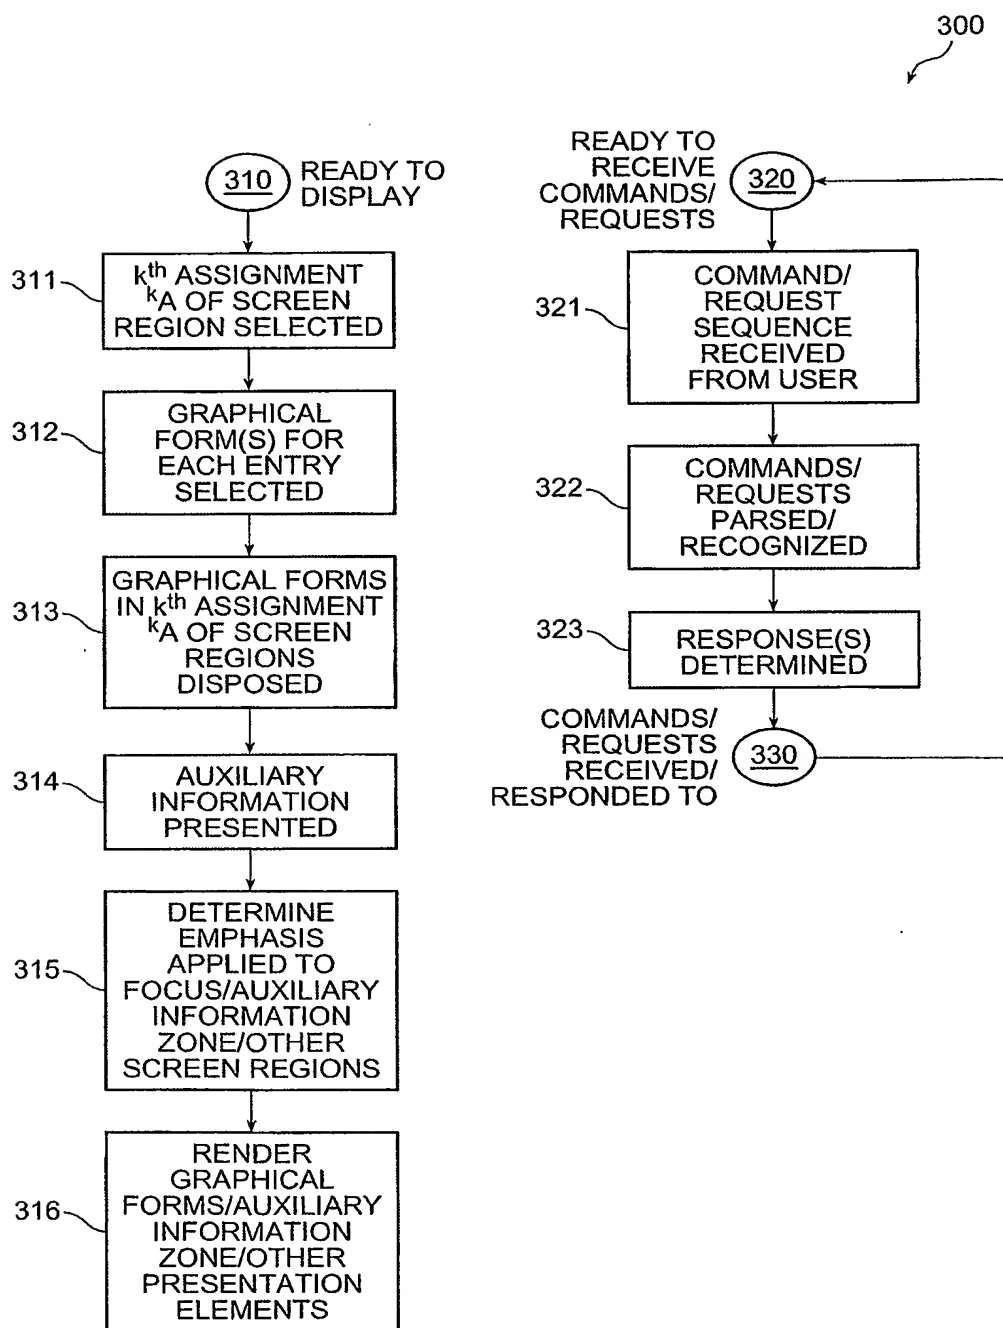 300
310
READY TO
DISPLAY
311
kth ASSIGNMENT
kA OF SCREEN
REGION SELECTED
312
GRAPHICAL
FORM(S) FOR
EACH ENTRY
SELECTED
313
GRAPHICAL FORMS
IN kth ASSIGNMENT
kA OF SCREEN
REGIONS
DISPOSED
314
AUXILIARY
INFORMATION
PRESENTED
315
DETERMINE
EMPHASIS
APPLIED TO
FOCUS/AUXILIARY
INFORMATION
ZONE/OTHER
SCREEN REGIONS
316
RENDER
GRAPHICAL
FORMS/AUXILIARY
INFORMATION
ZONE/OTHER
PRESENTATION
ELEMENTS
READY TO
RECEIVE
COMMANDS/
REQUESTS
320
321
COMMAND/
REQUEST
SEQUENCE
RECEIVED
FROM USER
322
COMMANDS/
REQUESTS
PARSED/
RECOGNIZED
323
RESPONSE(S)
DETERMINED
COMMANDS/
REQUESTS
RECEIVED/
RESPONDED TO
330